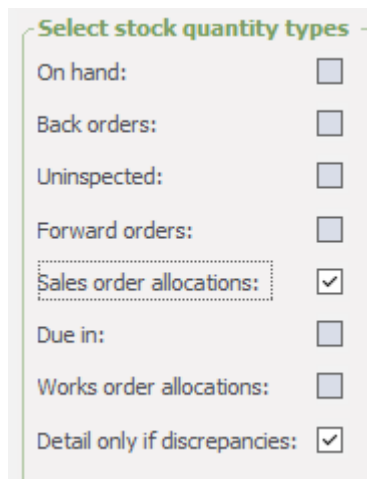 Select stock quantity types
On hand:
Back orders:
Uninspected:
Forward orders:
Sales order allocations:
Due in:
Works order allocations:
Detail only if discrepancies: